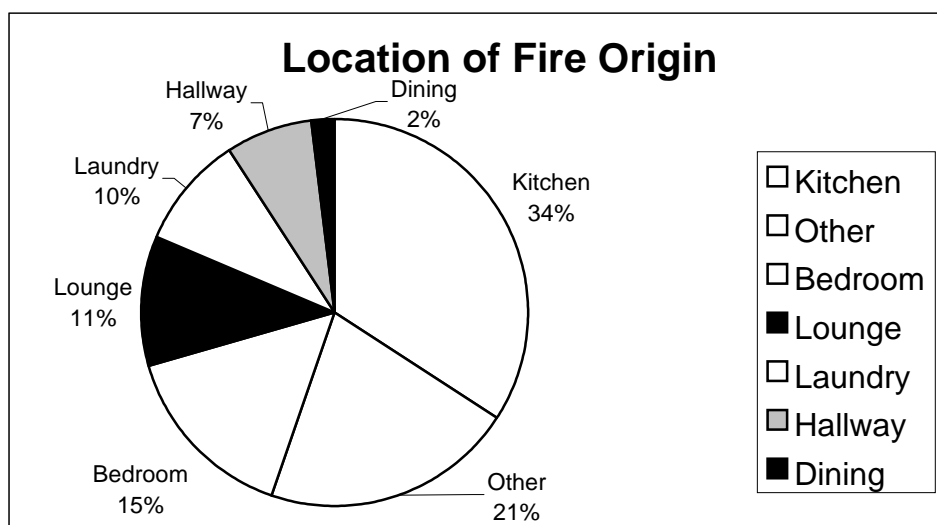 Location of Fire Origin
Kitchen
34%
Other
21%
Bedroom
15%
Lounge
11%
Laundry
10%
Hallway
7%
Dining
2%
Kitchen
Other
Bedroom
Lounge
Laundry
Hallway
Dining